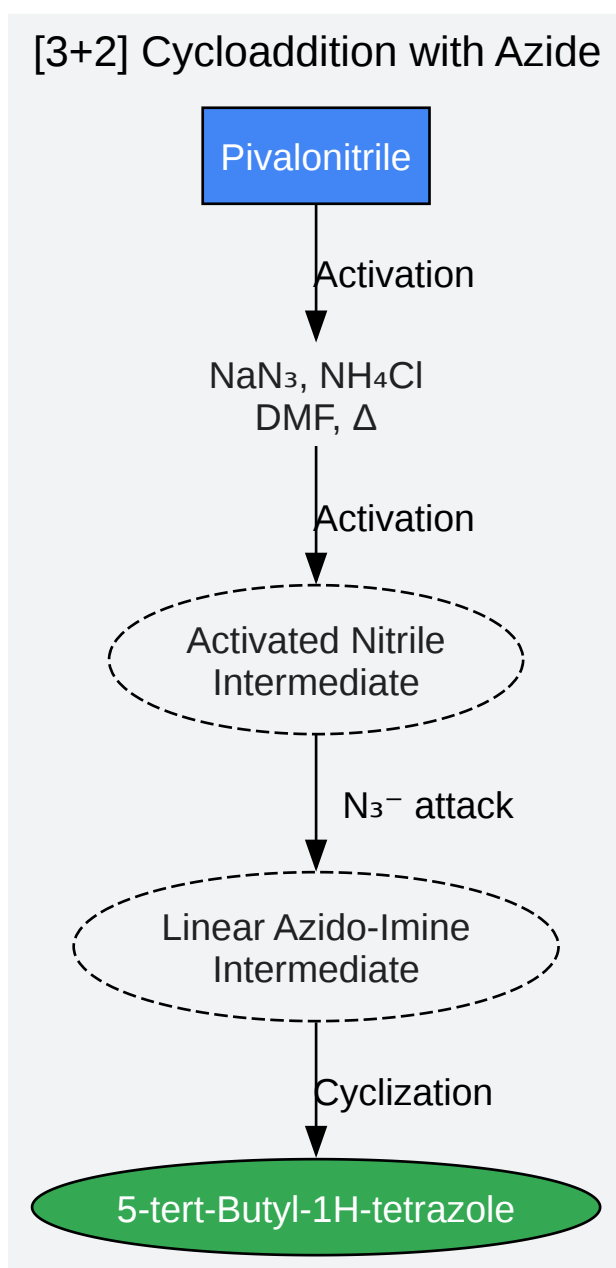 [3+2] Cycloaddition with Azide
Pivalonitrile
Activation
NaN₃, NH₄Cl
DMF, Δ
Activation
Activated Nitrile
Intermediate
N₃⁻ attack
Linear Azido-Imine
Intermediate
Cyclization
5-tert-Butyl-1H-tetrazole